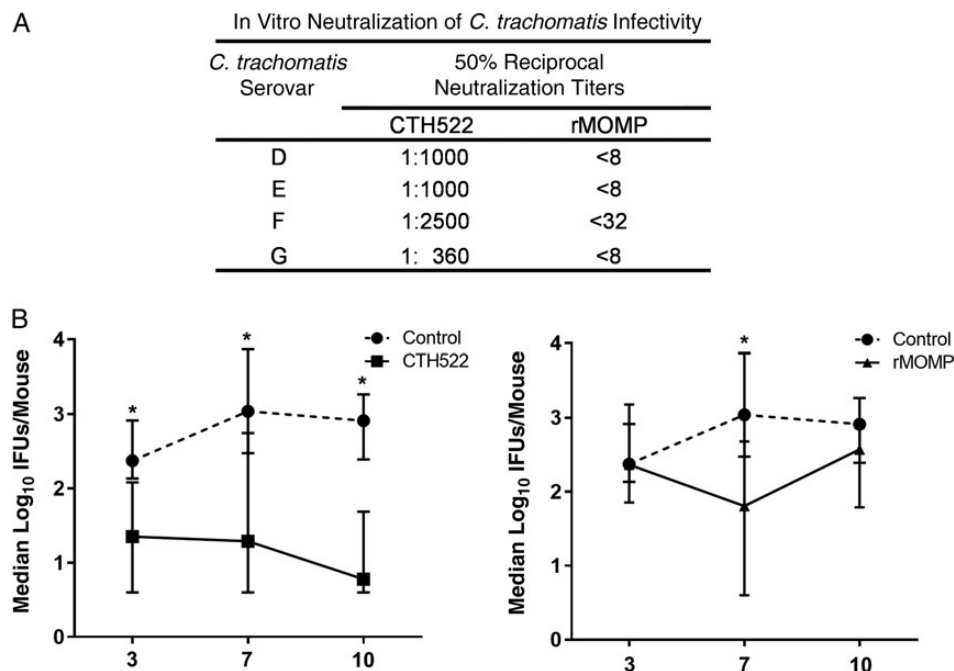 A
In Vitro Neutralization of C. trachomatis Infectivity
C. trachomatis
Serovar
50% Reciprocal
Neutralization Titers
CTH522 rMOMP
D 1:1000 <8
E 1:1000 <8
F 1:2500 <32
G 1: 360 <8
B
Median Log10 IFUs/Mouse
4
3
2
1
0
3 7 10
* * *
Control
CTH522
Median Log10 IFUs/Mouse
4
3
2
1
0
3 7 10
*
Control
rMOMP